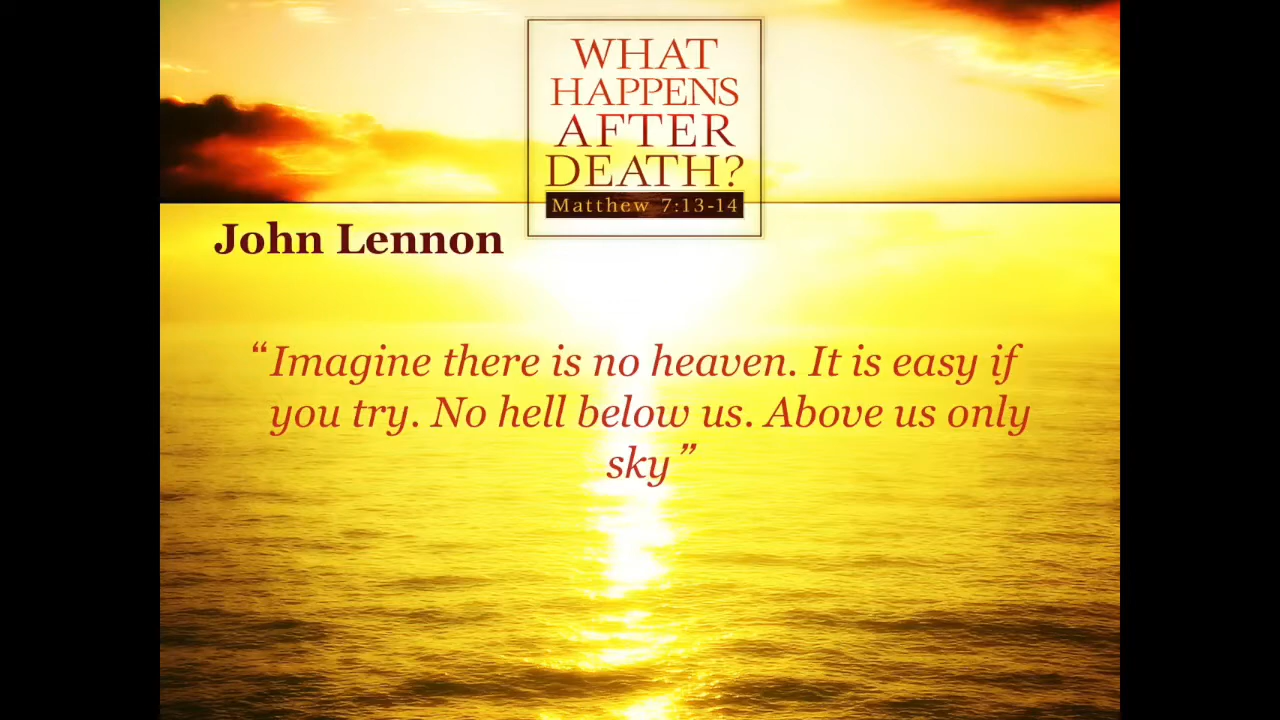 WHAT
HAPPENS
AFTER
DEATH?
Matthew 7:13-14
John Lennon
“Imagine there is no heaven. It is easy if
you try. No hell below us. Above us only
sky”